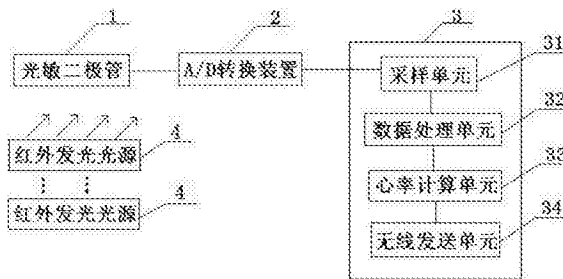 1
2
3
光敏二极管
A/D转换装置
采样单元
31
数据处理单元
32
红外发光光源
4
心率计算单元
33
红外发光光源
4
无线发送单元
34